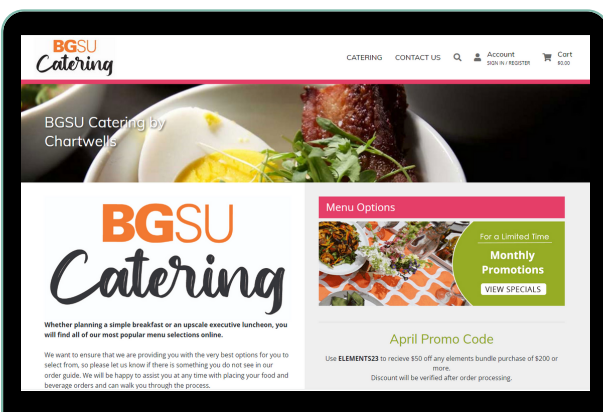 BGSU
Catering
CATERING
CONTACT US
Account
SIGN IN / REGISTER
Cart
$0.00
BGSU Catering by
Chartwells
BGSU
Catering
Whether planning a simple breakfast or an upscale executive luncheon, you
will find all of our most popular menu selections online.
We want to ensure that we are providing you with the very best options for you to
select from, so please let us know if there is something you do not see in our
order guide. We will be happy to assist you at any time with placing your food and
beverage orders and can walk you through the process.
Menu Options
For a Limited Time
Monthly
Promotions
VIEW SPECIALS
April Promo Code
Use ELEMENTS23 to recieve $50 off any elements bundle purchase of $200 or
more.
Discount will be verified after order processing.